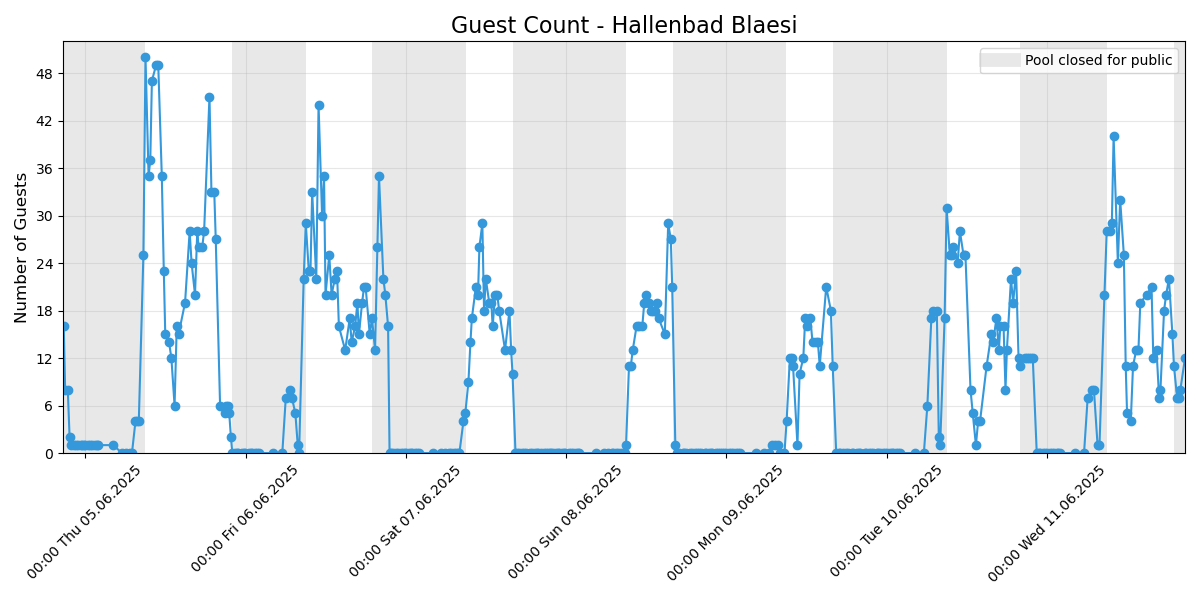 Guest Count - Hallenbad Blaesi
Pool closed for public
Number of Guests
48
42
36
30
24
18
12
6
0
00:00 Thu 05.06.2025
00:00 Fri 06.06.2025
00:00 Sat 07.06.2025
00:00 Sun 08.06.2025
00:00 Mon 09.06.2025
00:00 Tue 10.06.2025
00:00 Wed 11.06.2025